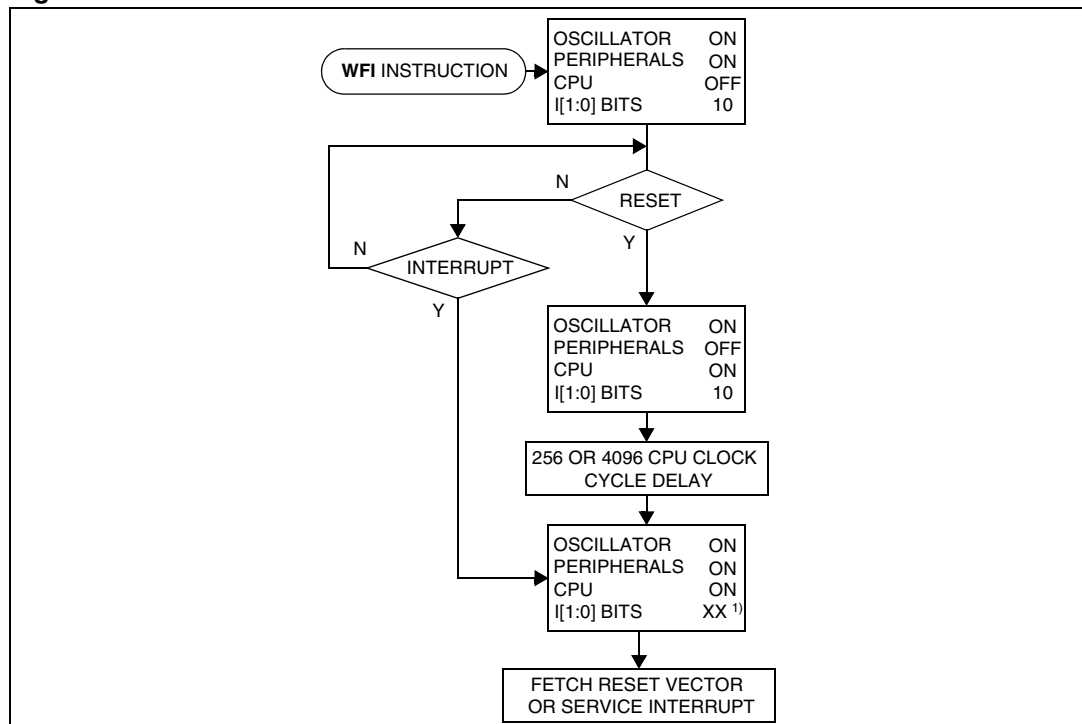 WFI INSTRUCTION
OSCILLATOR ON
PERIPHERALS ON
CPU OFF
I[1:0] BITS 10
N
RESET
Y
N
INTERRUPT
Y
OSCILLATOR ON
PERIPHERALS OFF
CPU ON
I[1:0] BITS 10
256 OR 4096 CPU CLOCK
CYCLE DELAY
OSCILLATOR ON
PERIPHERALS ON
CPU ON
I[1:0] BITS XX 1)
FETCH RESET VECTOR
OR SERVICE INTERRUPT